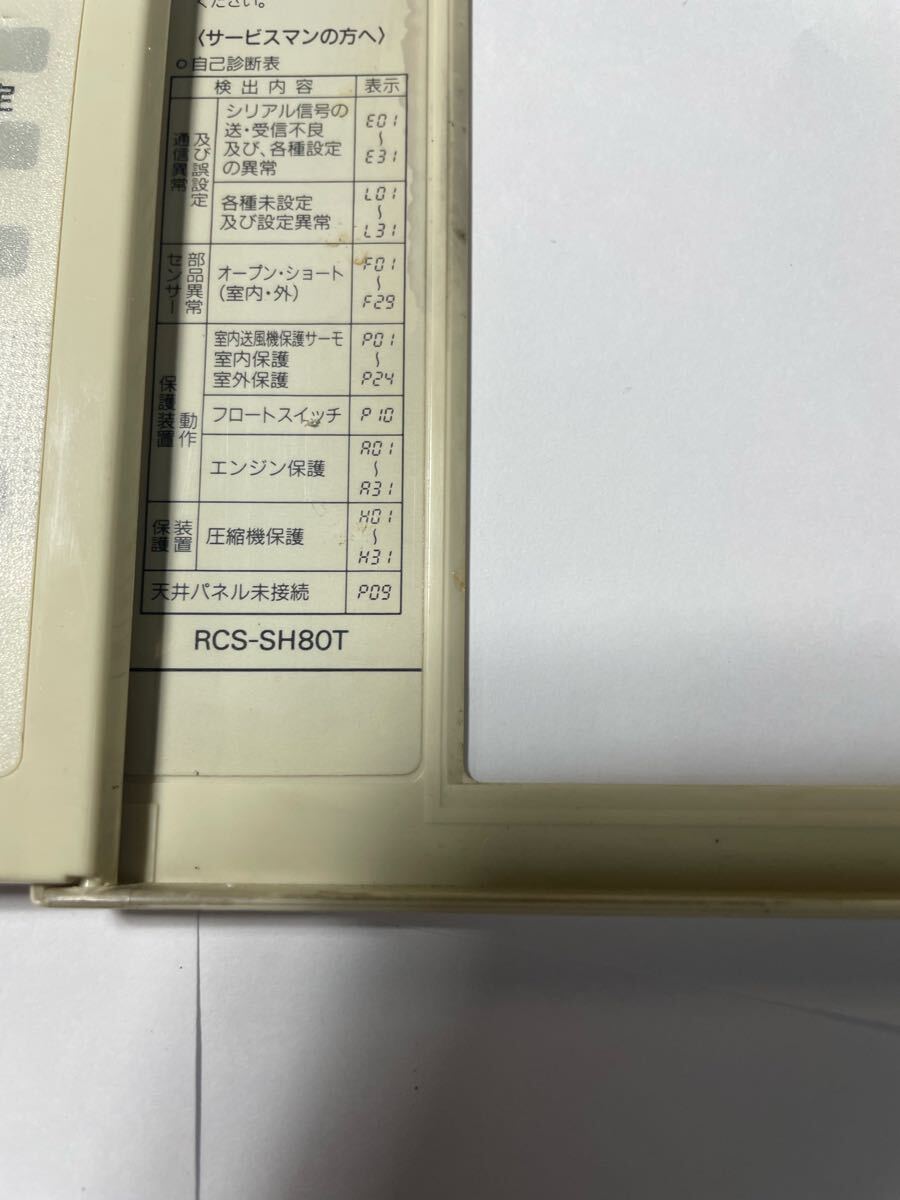 ください。
〈サービスマンの方へ〉
○自己診断表
検出内容 表示
通信異常
及び誤設定
シリアル信号の
送・受信不良
及び、各種設定
の異常
E01
〜
E31
各種未設定
及び設定異常
L01
〜
L31
センサー
部品異常
オープン・ショート
(室内・外)
F01
〜
F29
保護装置
動作
室内送風機保護サーモ
室内保護
室外保護
P01
〜
P24
フロートスイッチ P10
エンジン保護
A01
〜
A31
保護
装置
圧縮機保護
H01
〜
H31
天井パネル未接続 P09
RCS-SH80T
定